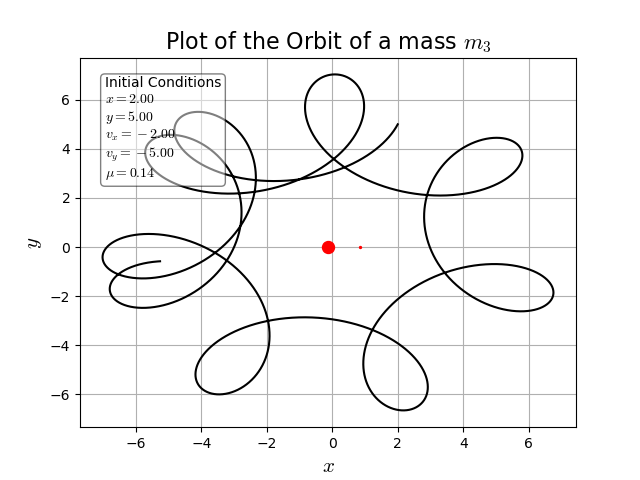 Plot of the Orbit of a mass m₃
Initial Conditions
x = 2.00
y = 5.00
vₓ = −2.00
v_y = −5.00
μ = 0.14
6
4
2
0
−2
−4
−6
y
−6 −4 −2 0 2 4 6
x